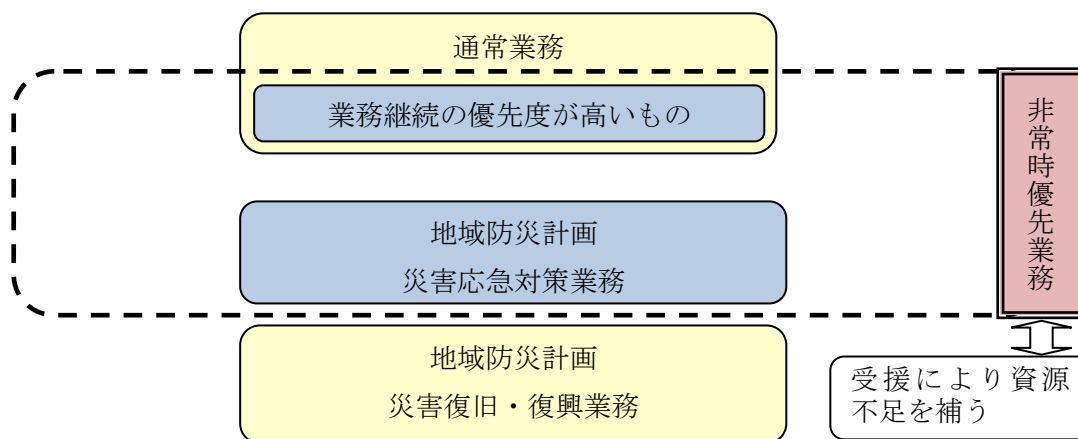 通常業務
業務継続の優先度が高いもの
地域防災計画
災害応急対策業務
地域防災計画
災害復旧・復興業務
非常時優先業務
受援により資源
不足を補う